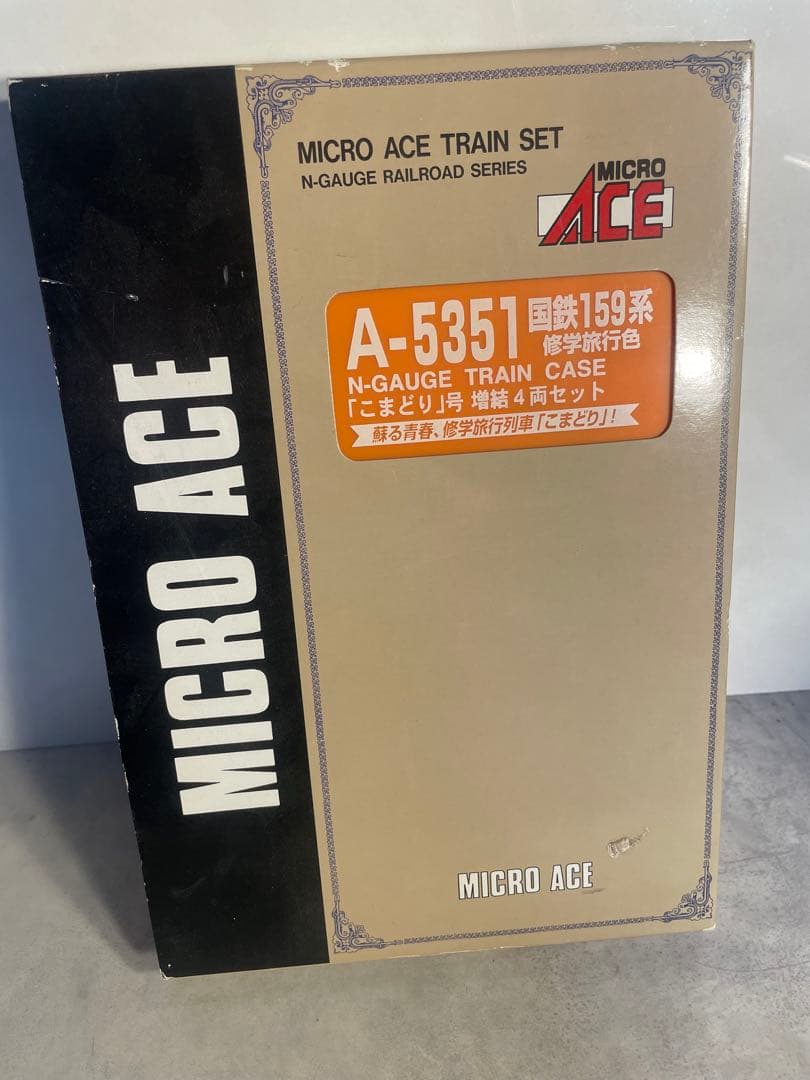 MICRO ACE
MICRO ACE TRAIN SET
N-GAUGE RAILROAD SERIES
MICRO
ACE
A-5351 国鉄159系
修学旅行色
N-GAUGE TRAIN CASE
「こまどり」号 増結4両セット
蘇る青春、修学旅行列車「こまどり」!
MICRO ACE